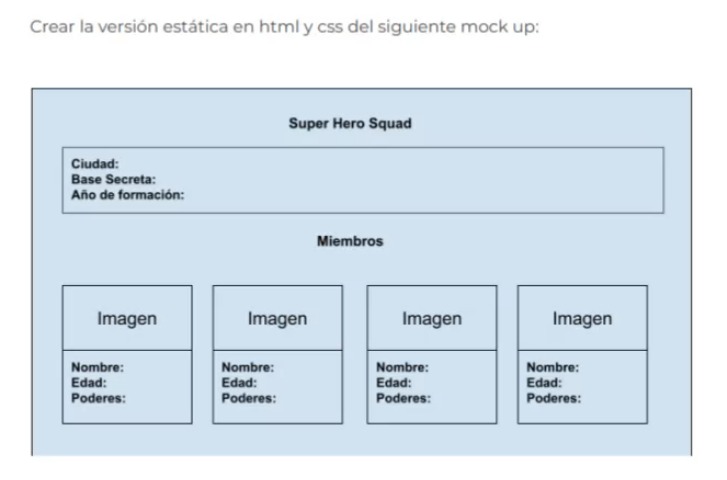 Crear la versión estática en html y css del siguiente mock up:
Super Hero Squad
Ciudad:
Base Secreta:
Año de formación:
Miembros
Imagen
Nombre:
Edad:
Poderes:
Imagen
Nombre:
Edad:
Poderes:
Imagen
Nombre:
Edad:
Poderes:
Imagen
Nombre:
Edad:
Poderes: